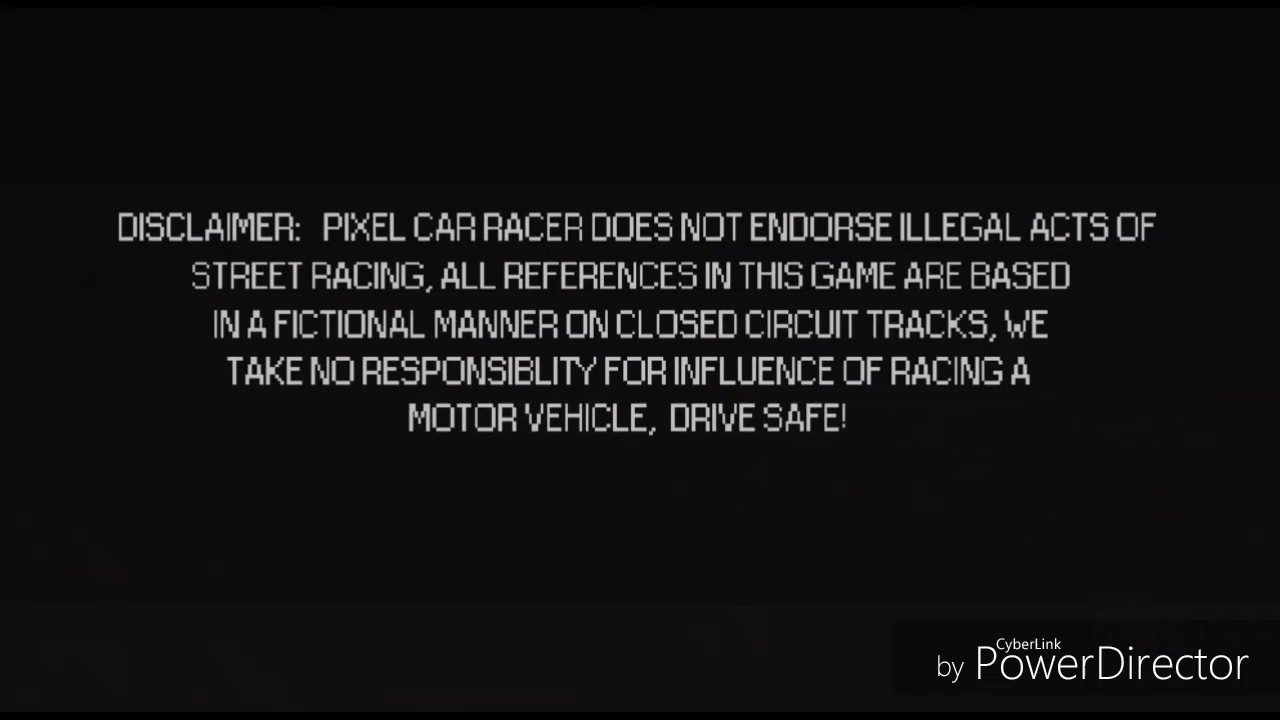 DISCLAIMER: PIXEL CAR RACER DOES NOT ENDORSE ILLEGAL ACTS OF
STREET RACING, ALL REFERENCES IN THIS GAME ARE BASED
IN A FICTIONAL MANNER ON CLOSED CIRCUIT TRACKS, WE
TAKE NO RESPONSIBLITY FOR INFLUENCE OF RACING A
MOTOR VEHICLE, DRIVE SAFE!
CyberLink
by PowerDirector